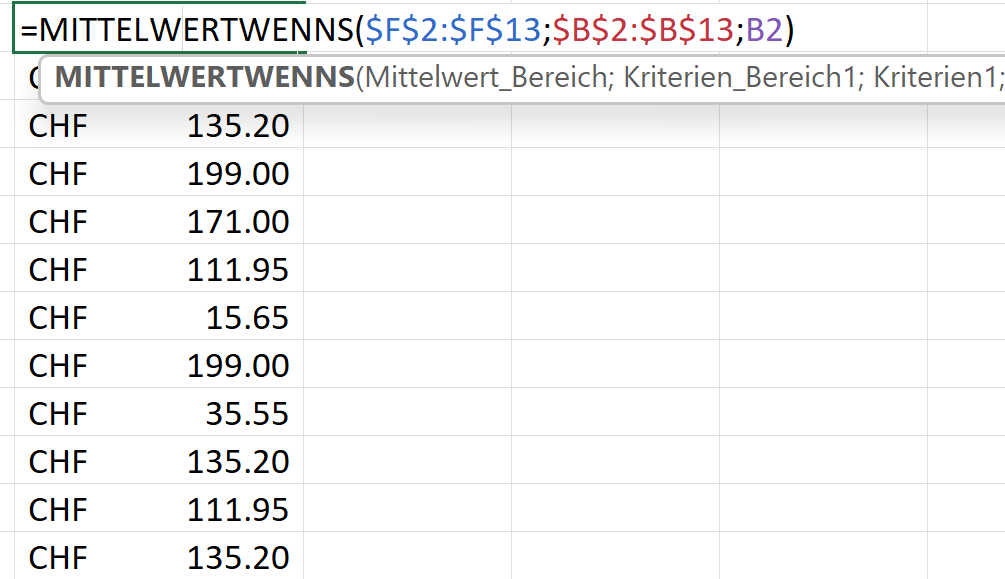 =MITTELWERTWENNS($F$2:$F$13;$B$2:$B$13;B2)
MITTELWERTWENNS(Mittelwert_Bereich; Kriterien_Bereich1; Kriterien1;
CHF 135.20
CHF 199.00
CHF 171.00
CHF 111.95
CHF 15.65
CHF 199.00
CHF 35.55
CHF 135.20
CHF 111.95
CHF 135.20